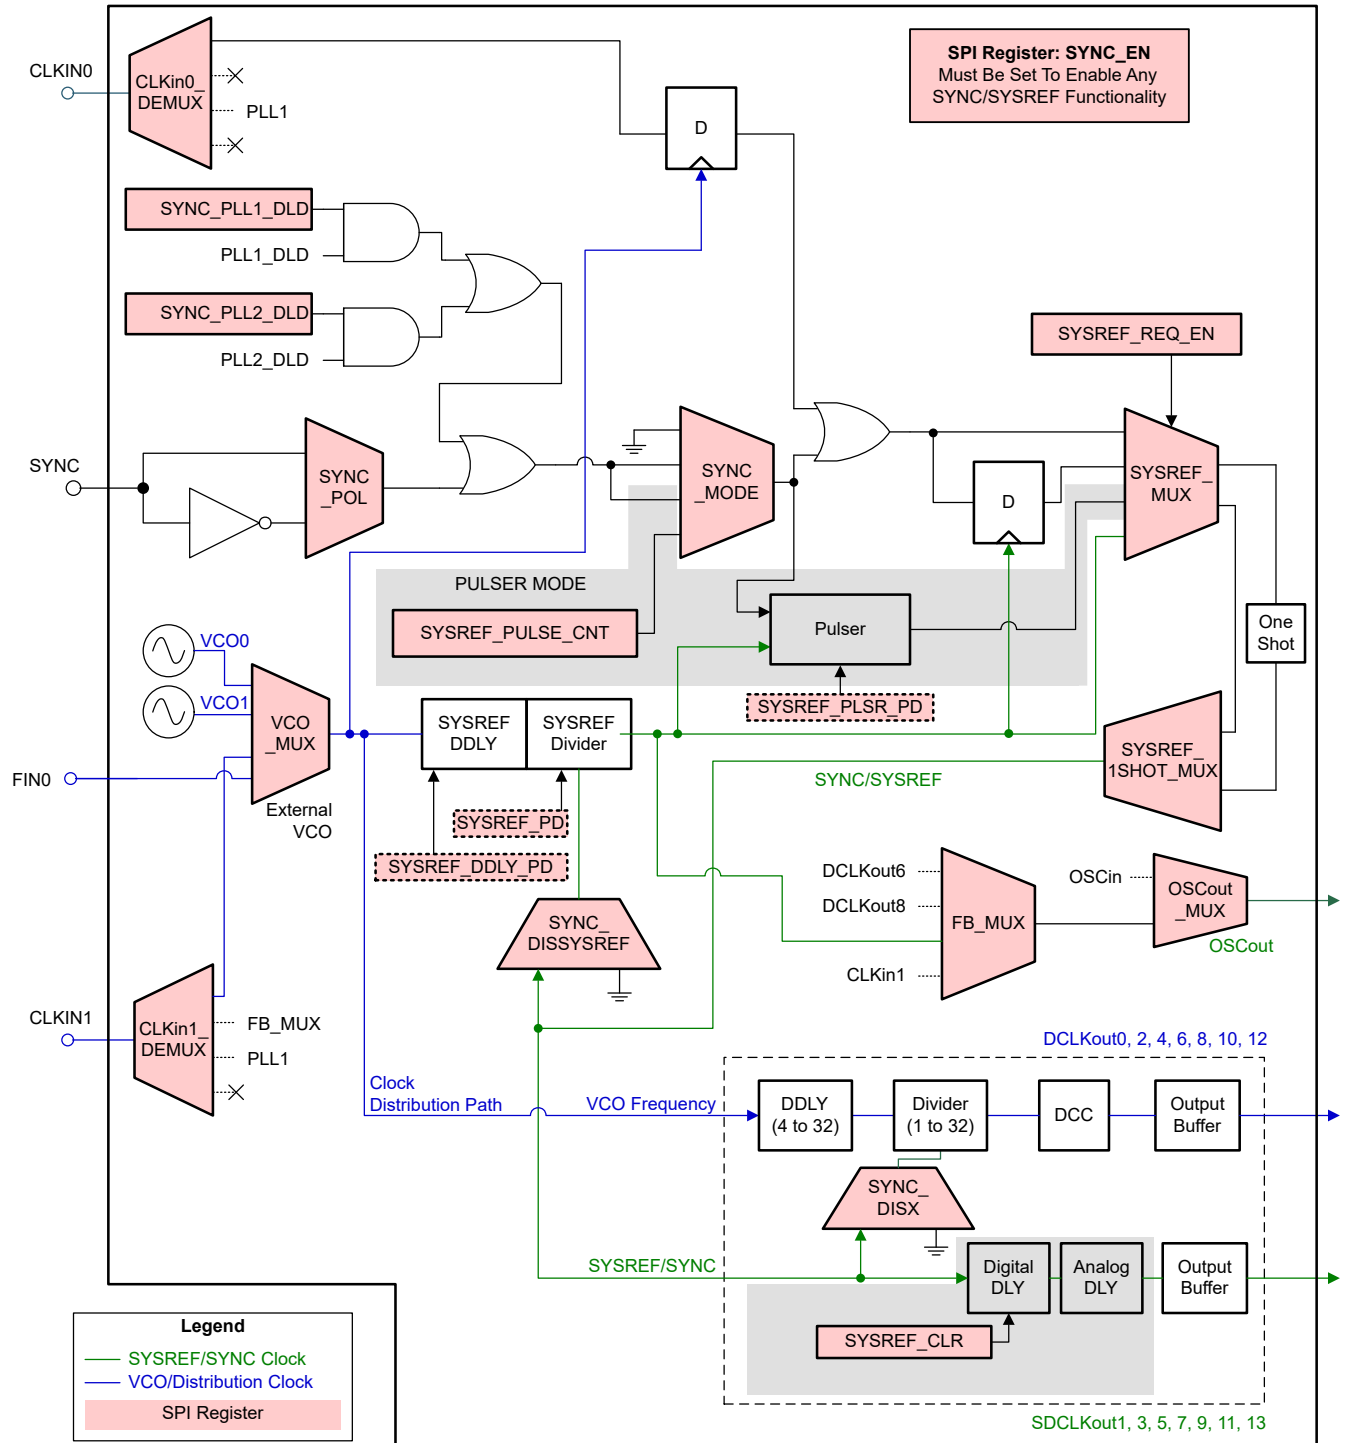 SPI Register: SYNC_EN
Must Be Set To Enable Any
SYNC/SYSREF Functionality
CLKIN0
CLKin0_
DEMUX
PLL1
D
SYNC_PLL1_DLD
PLL1_DLD
SYNC_PLL2_DLD
PLL2_DLD
SYSREF_REQ_EN
SYNC
SYNC
_POL
SYNC
_MODE
D
SYSREF_
MUX
PULSER MODE
SYSREF_PULSE_CNT
Pulser
One
Shot
VCO0
VCO1
VCO
_MUX
SYSREF
DDLY
SYSREF
Divider
SYSREF_PLSR_PD
SYSREF_
1SHOT_MUX
FIN0
External
VCO
SYNC/SYSREF
SYSREF_PD
SYSREF_DDLY_PD
DCLKout6
DCLKout8
CLKin1
FB_MUX
OSCin
OSCout
_MUX
OSCout
SYNC_
DISSYSREF
CLKIN1
CLKin1_
DEMUX
FB_MUX
PLL1
DCLKout0, 2, 4, 6, 8, 10, 12
Clock
Distribution Path
VCO Frequency
DDLY
(4 to 32)
Divider
(1 to 32)
DCC
Output
Buffer
SYNC_
DISX
SYSREF/SYNC
Digital
DLY
Analog
DLY
Output
Buffer
SYSREF_CLR
SDCLKout1, 3, 5, 7, 9, 11, 13
Legend
SYSREF/SYNC Clock
VCO/Distribution Clock
SPI Register